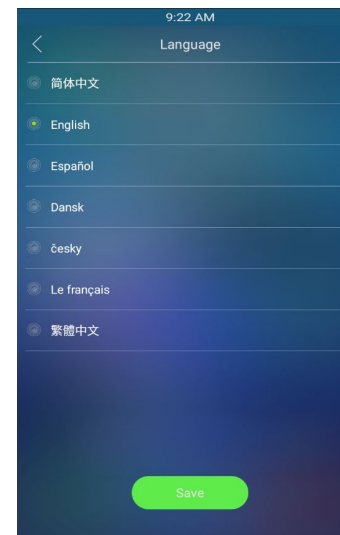 9:22 AM
Language
简体中文
English
Español
Dansk
česky
Le français
繁體中文
Save